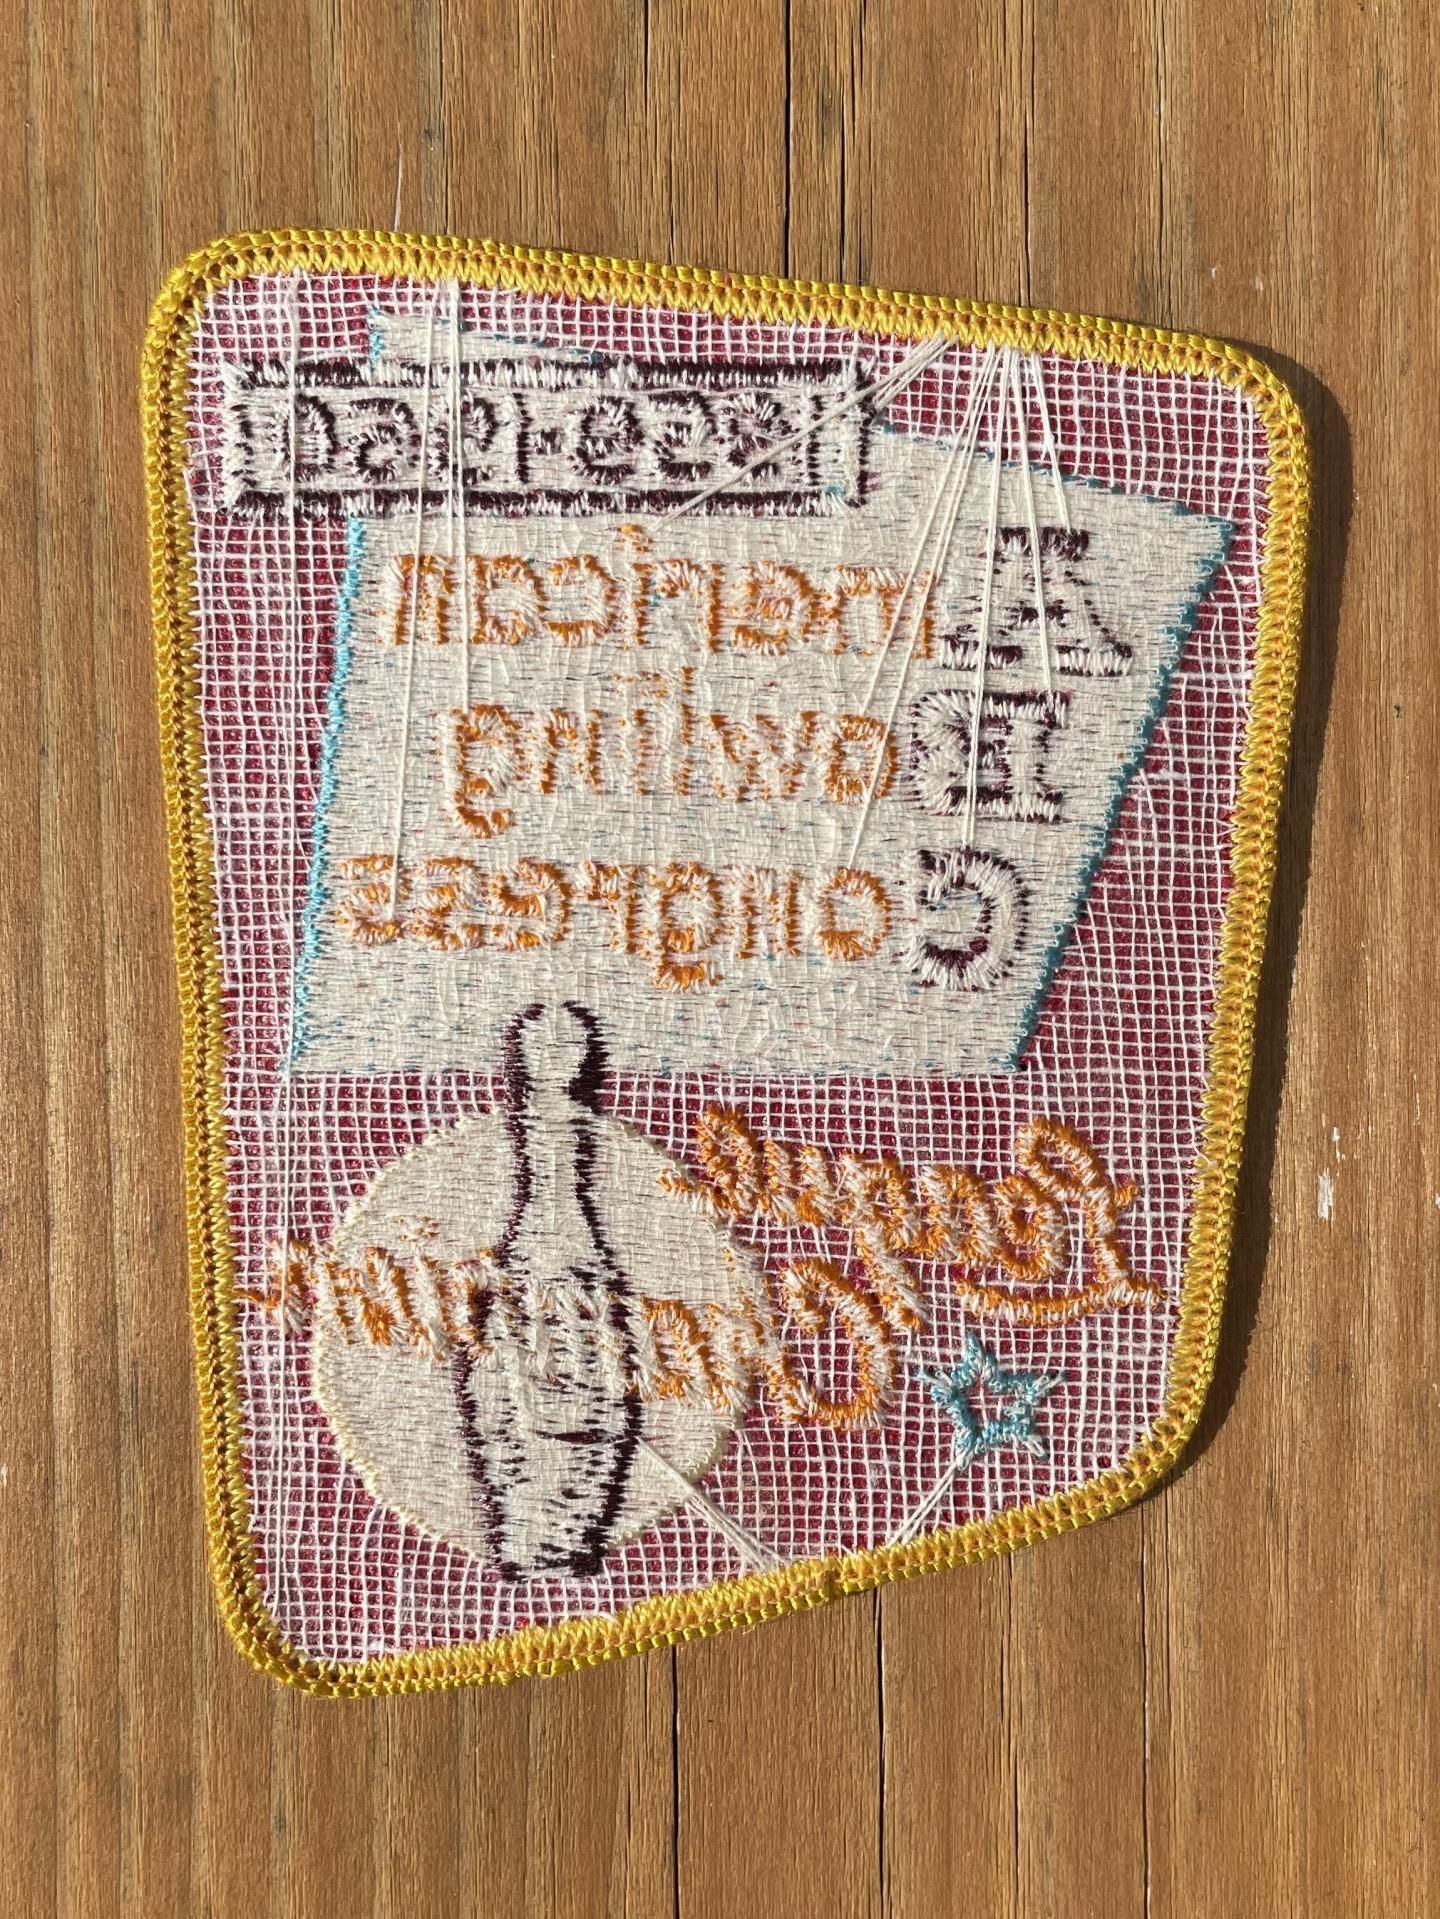 American
Bowling
Congress
League
Champion